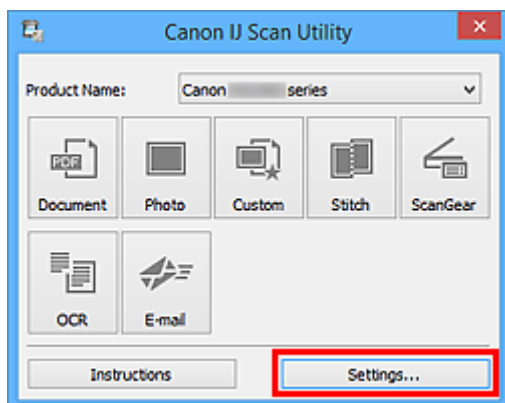 Canon IJ Scan Utility
Product Name: Canon series
Document Photo Custom Stitch ScanGear
PDF
OCR E-mail
Instructions Settings...